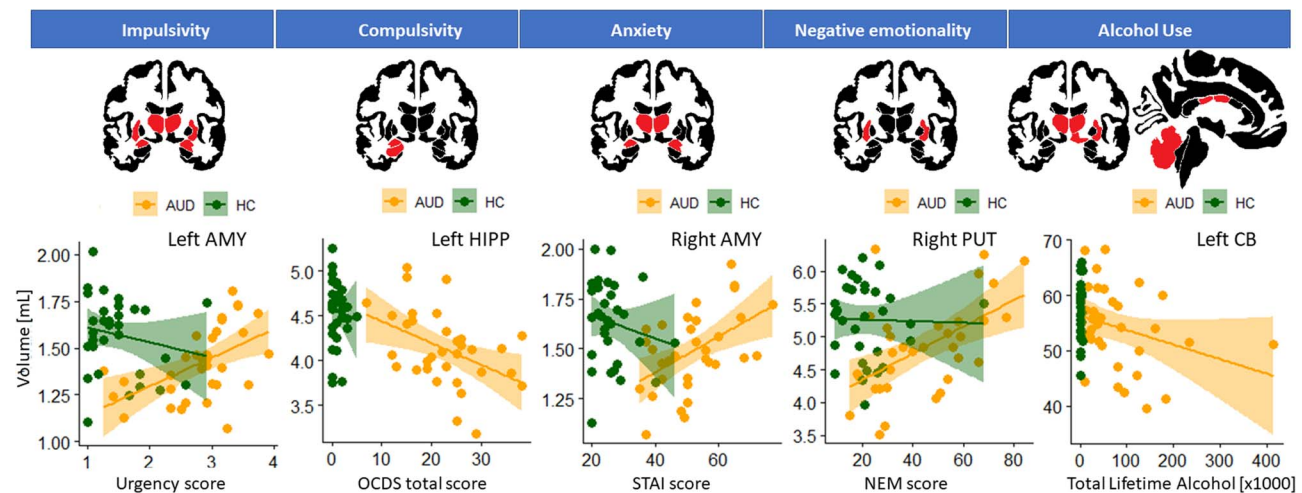 Impulsivity Compulsivity Anxiety Negative emotionality Alcohol Use
AUD HC AUD HC AUD HC AUD HC AUD HC
Left AMY Left HIPP Right AMY Right PUT Left CB
Volume [mL]
2.00
1.75
1.50
1.25
1.00
1 2 3 4
Urgency score
5.0
4.5
4.0
3.5
0 10 20 30
OCDS total score
2.00
1.75
1.50
1.25
20 40 60
STAI score
6.0
5.5
5.0
4.5
4.0
3.5
20 40 60 80
NEM score
70
60
50
40
0 100 200 300 400
Total Lifetime Alcohol [x1000]